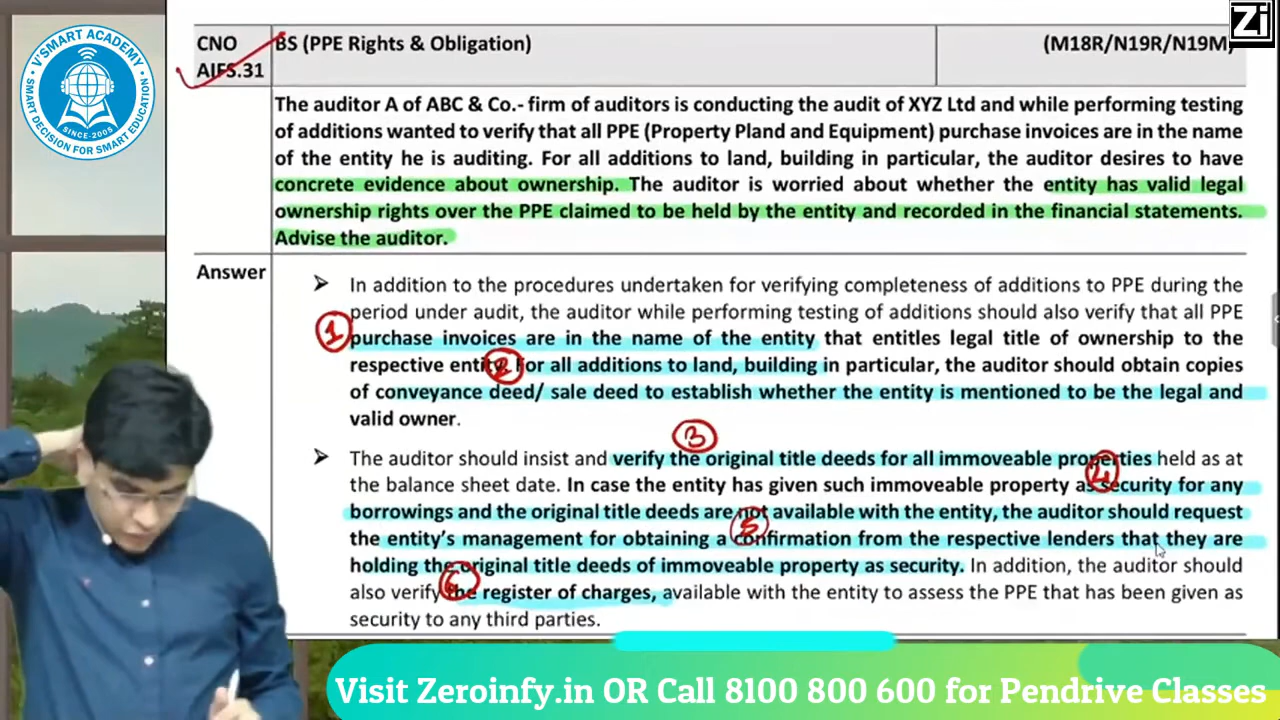 V'SMART ACADEMY
SINCE-2005
SMART DECISION FOR SMART EDUCATION
Zi
CNO
AIFS.31
BS (PPE Rights & Obligation)
(M18R/N19R/N19M)
The auditor A of ABC & Co.- firm of auditors is conducting the audit of XYZ Ltd and while performing testing
of additions wanted to verify that all PPE (Property Pland and Equipment) purchase invoices are in the name
of the entity he is auditing. For all additions to land, building in particular, the auditor desires to have
concrete evidence about ownership. The auditor is worried about whether the entity has valid legal
ownership rights over the PPE claimed to be held by the entity and recorded in the financial statements.
Advise the auditor.
Answer
➢ In addition to the procedures undertaken for verifying completeness of additions to PPE during the
period under audit, the auditor while performing testing of additions should also verify that all PPE
1 purchase invoices are in the name of the entity that entitles legal title of ownership to the
respective entity. 2 For all additions to land, building in particular, the auditor should obtain copies
of conveyance deed/ sale deed to establish whether the entity is mentioned to be the legal and
valid owner.
3
➢ The auditor should insist and verify the original title deeds for all immoveable properties held as at
4
the balance sheet date. In case the entity has given such immoveable property as security for any
borrowings and the original title deeds are not available with the entity, the auditor should request
5
the entity's management for obtaining a confirmation from the respective lenders that they are
holding the original title deeds of immoveable property as security. In addition, the auditor should
6
also verify the register of charges, available with the entity to assess the PPE that has been given as
security to any third parties.
Visit Zeroinfy.in OR Call 8100 800 600 for Pendrive Classes